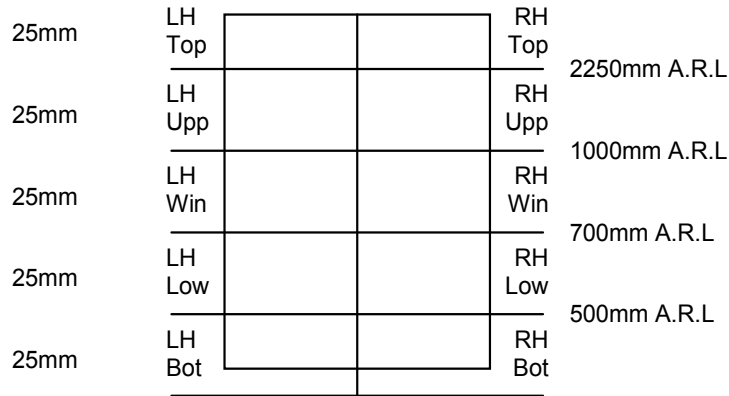 25mm LH Top RH Top
2250mm A.R.L
25mm LH Upp RH Upp
1000mm A.R.L
25mm LH Win RH Win
700mm A.R.L
25mm LH Low RH Low
500mm A.R.L
25mm LH Bot RH Bot